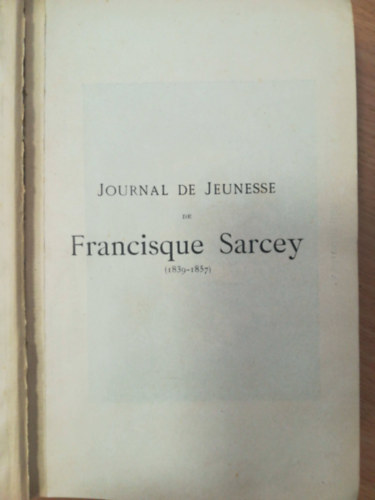 JOURNAL DE JEUNESSE
DE
Francisque Sarcey
(1839-1857)